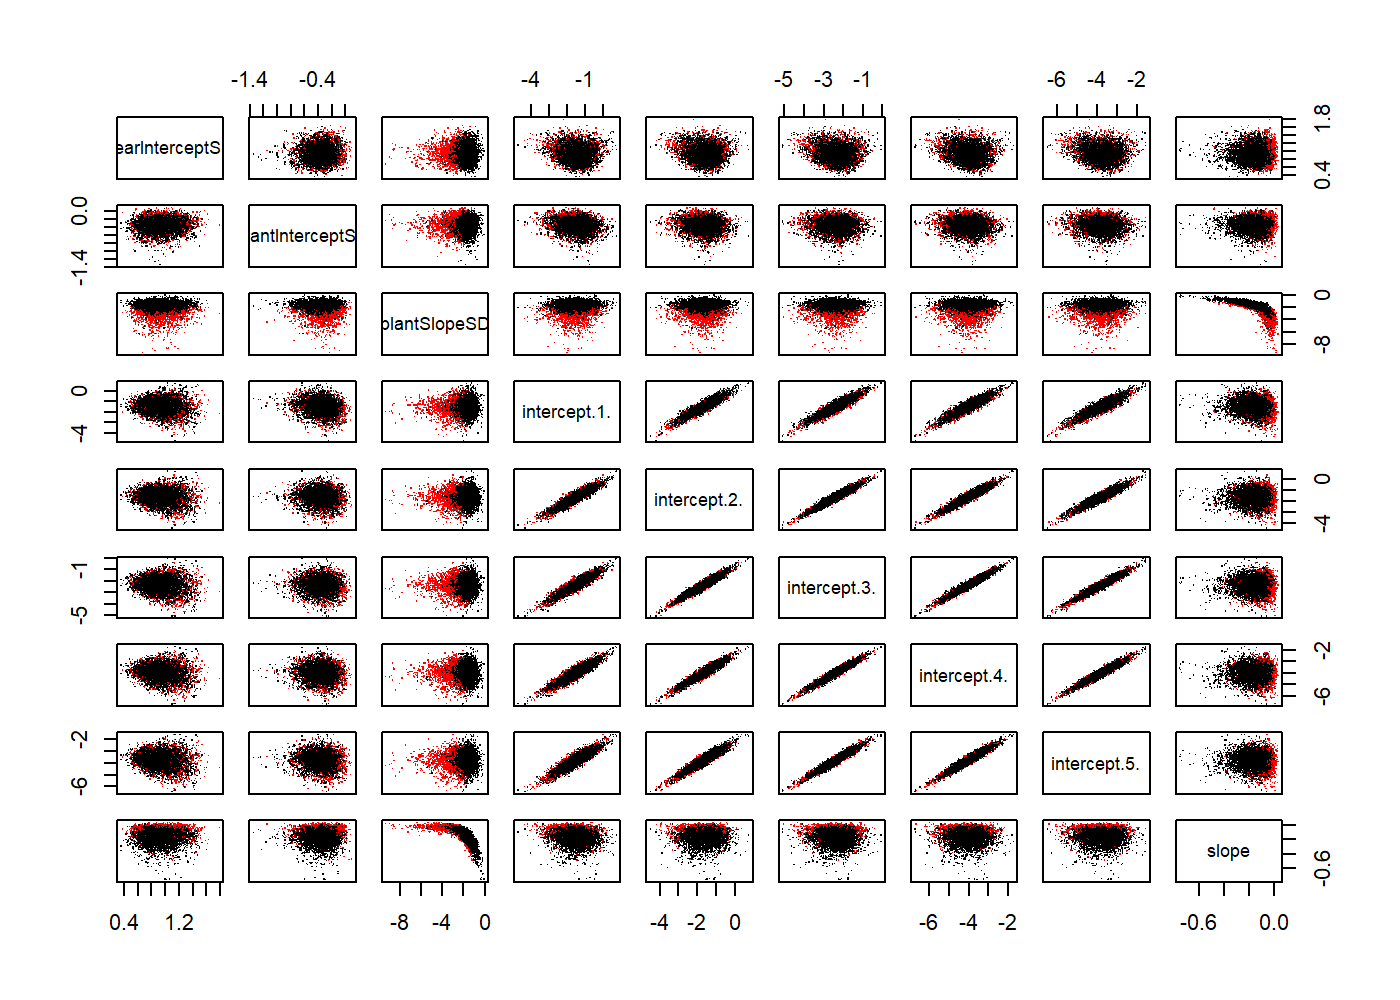 -1.4 -0.4 -4 -1 -5 -3 -1 -6 -4 -2
earInterceptS 0.4 1.8
0.0 -1.4 antInterceptS
plantSlopeSD 0 -8
0 -4 intercept.1.
intercept.2. 0 -4
-1 -5 intercept.3.
intercept.4. -2 -6
-2 -6 intercept.5.
slope -0.6
0.4 1.2 -8 -4 0 -4 -2 0 -6 -4 -2 -0.6 0.0